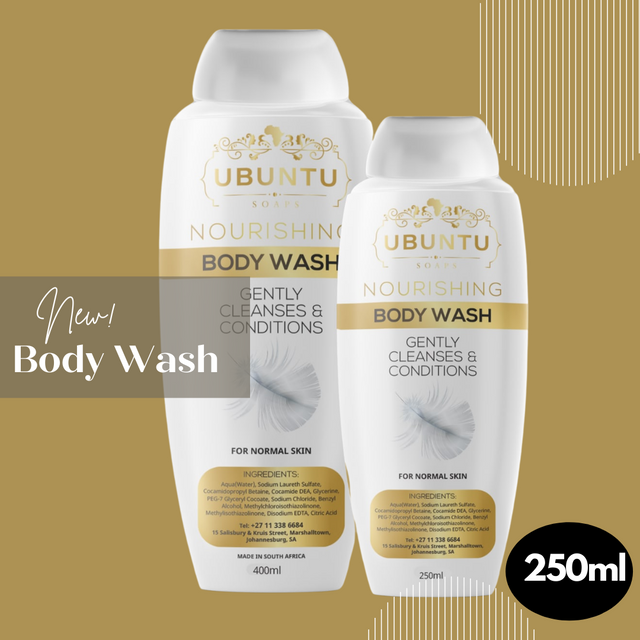 UBUNTU
SOAPS
NOURISHING
BODY WASH
GENTLY
CLEANSES &
CONDITIONS
FOR NORMAL SKIN
INGREDIENTS:
Aqua(Water), Sodium Laureth Sulfate,
Cocamidopropyl Betaine, Cocamide DEA, Glycerine,
PEG-7 Glyceryl Cocoate, Sodium Chloride, Benzyl
Alcohol, Methylchloroisothiazolinone,
Methylisothiazolinone, Disodium EDTA, Citric Acid
Tel: +27 11 338 6684
15 Salisbury & Kruis Street, Marshalltown,
Johannesburg, SA
MADE IN SOUTH AFRICA
400ml
UBUNTU
SOAPS
NOURISHING
BODY WASH
GENTLY
CLEANSES &
CONDITIONS
FOR NORMAL SKIN
INGREDIENTS:
Aqua(Water), Sodium Laureth Sulfate,
Cocamidopropyl Betaine, Cocamide DEA, Glycerine,
PEG-7 Glyceryl Cocoate, Sodium Chloride, Benzyl
Alcohol, Methylchloroisothiazolinone,
Methylisothiazolinone, Disodium EDTA, Citric Acid
Tel: +27 11 338 6684
15 Salisbury & Kruis Street, Marshalltown,
Johannesburg, SA
250ml
New!
Body Wash
250ml